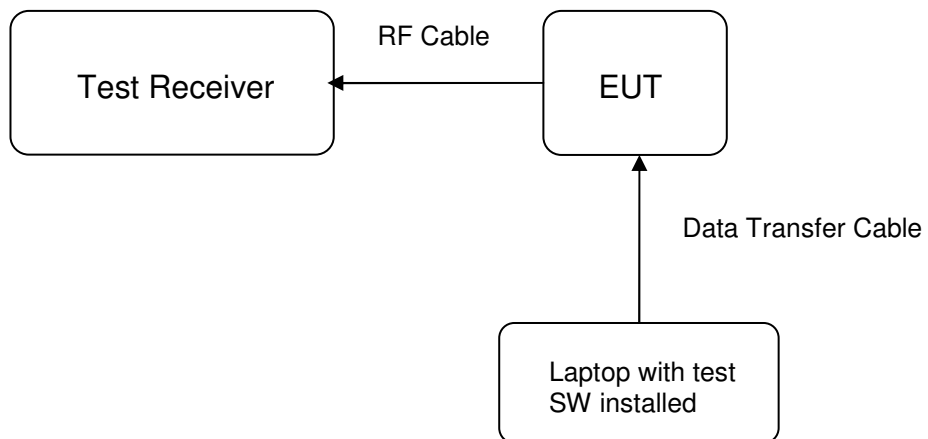 RF Cable
Test Receiver
EUT
Data Transfer Cable
Laptop with test
SW installed